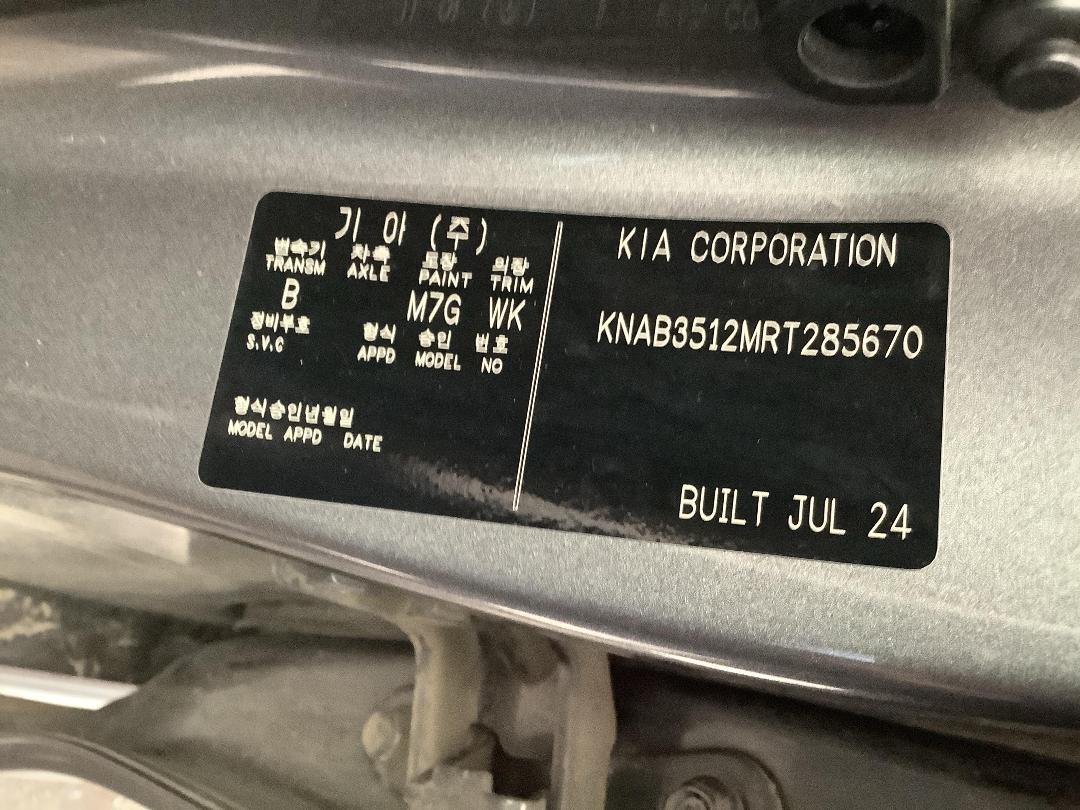 기 아 (주)
변속기 차축 도장 의장
TRANSM AXLE PAINT TRIM
B M7G WK
정비부호 형식 승인 번호
S.V.C APPD MODEL NO
형식승인년월일
MODEL APPD DATE
KIA CORPORATION
KNAB3512MRT285670
BUILT JUL 24